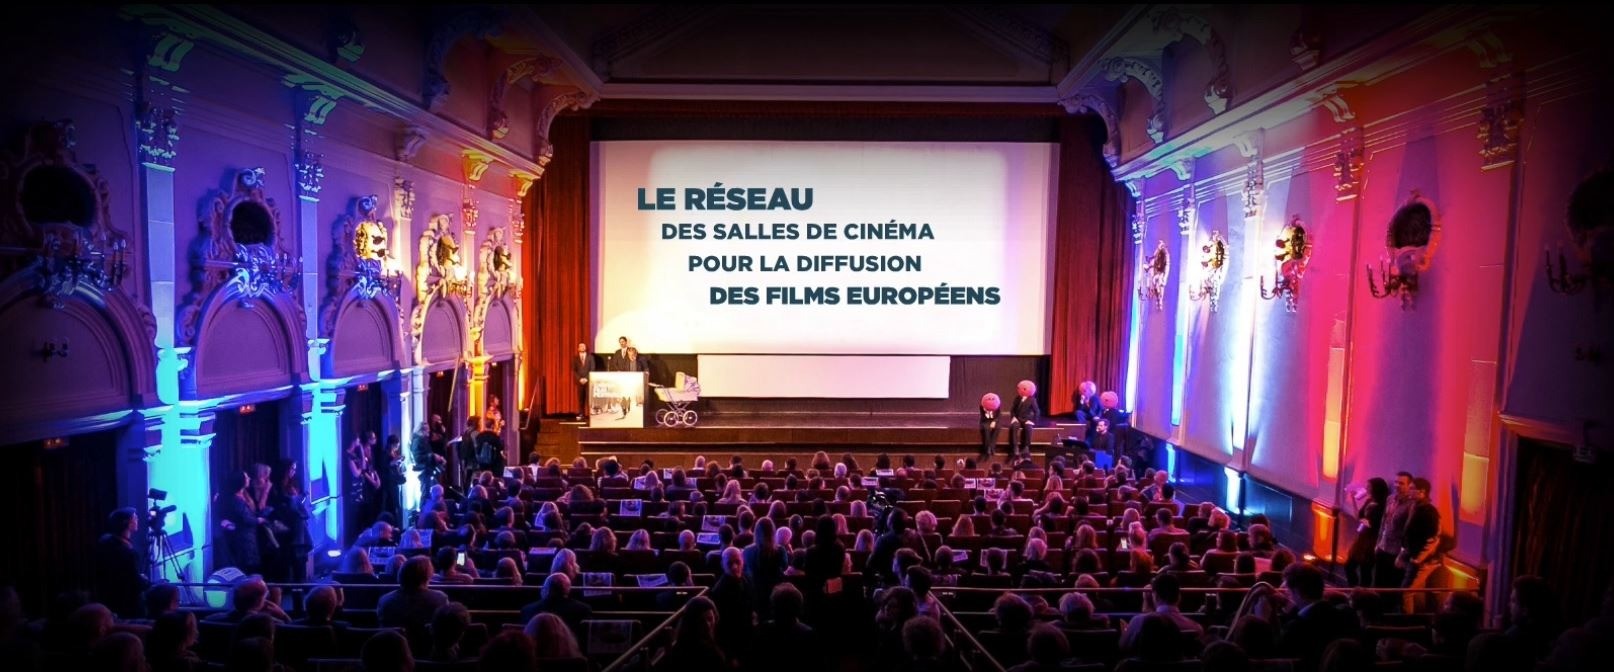 LE RÉSEAU
DES SALLES DE CINÉMA
POUR LA DIFFUSION
DES FILMS EUROPÉENS